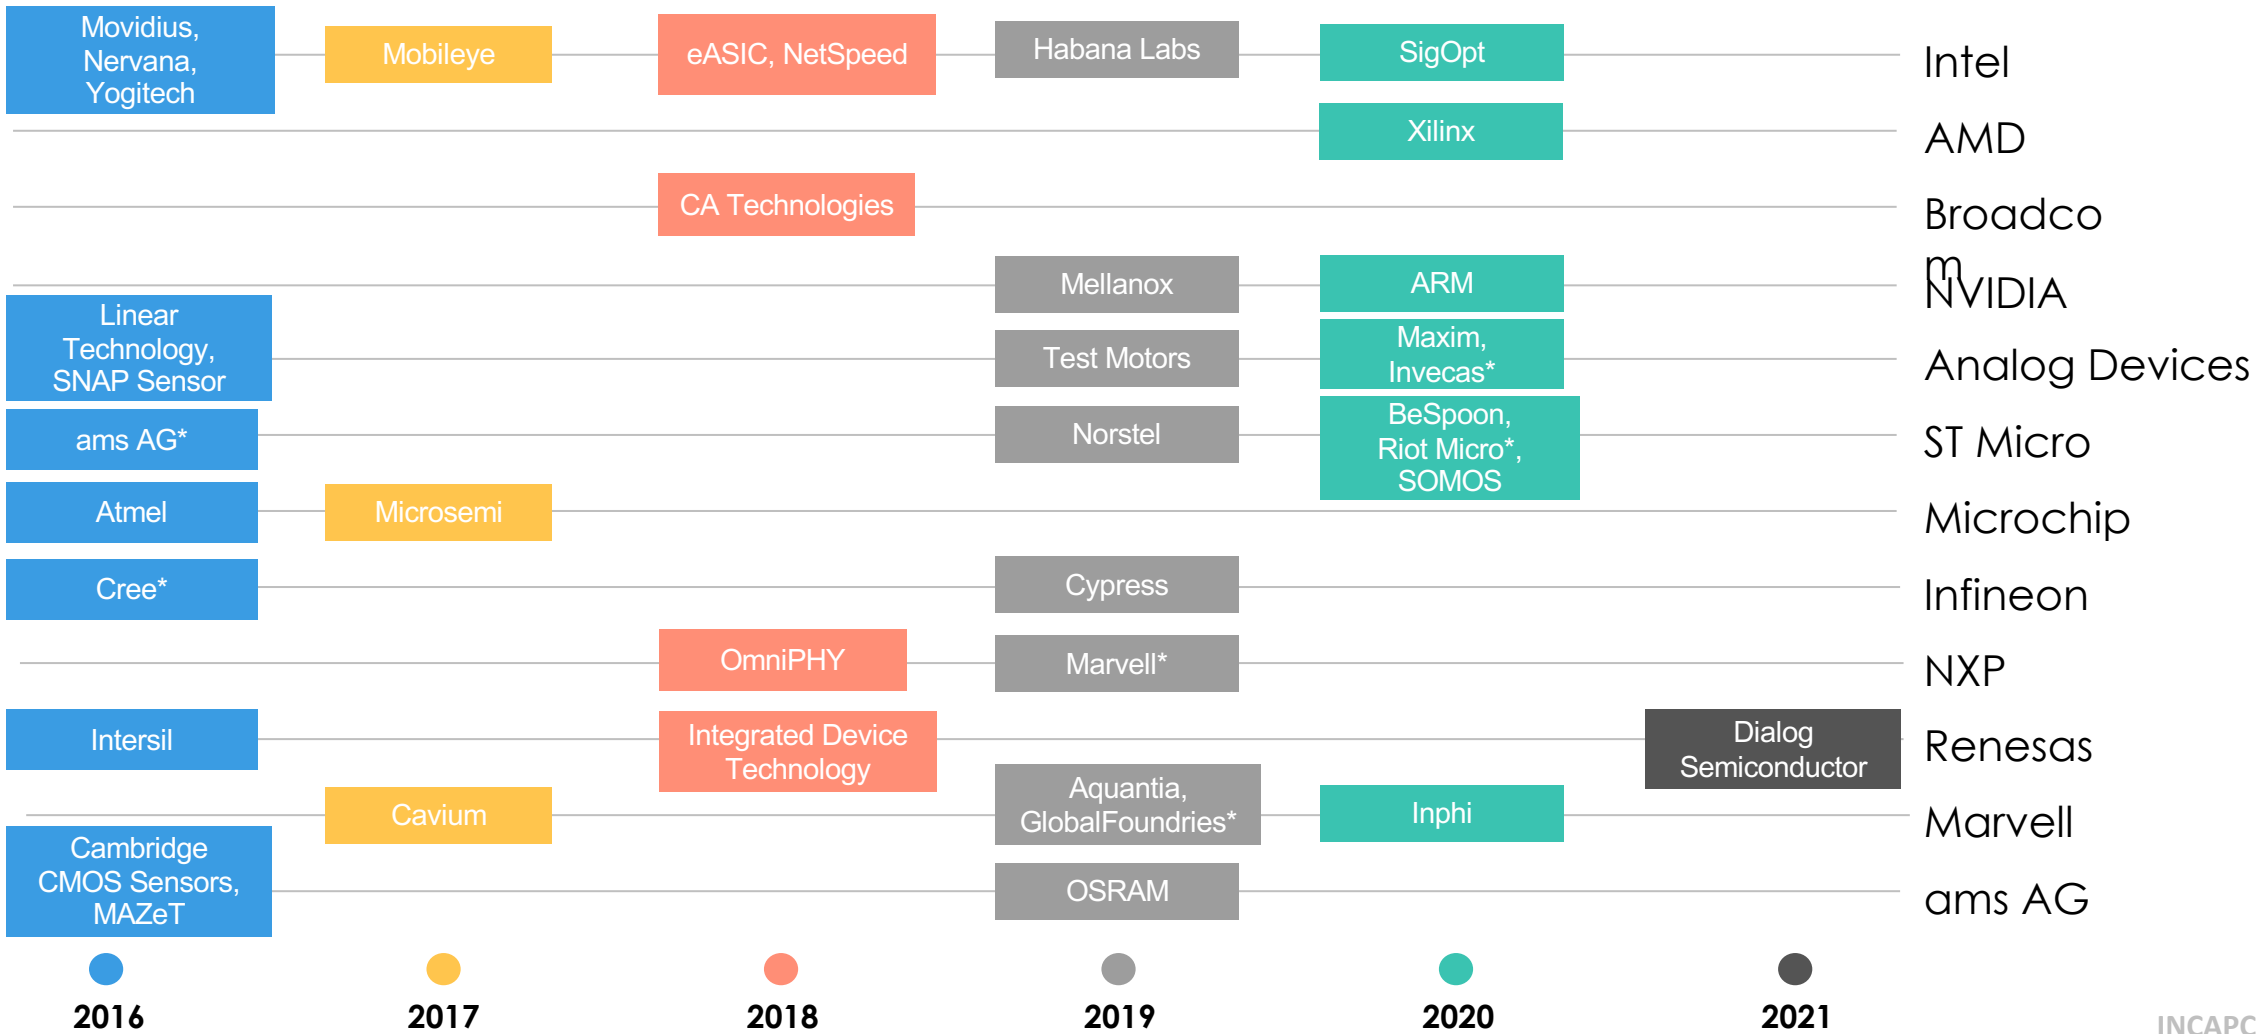 Movidius,
Nervana,
Yogitech
Mobileye
eASIC, NetSpeed
Habana Labs
SigOpt
Intel
Xilinx
AMD
CA Technologies
Broadco
m
Mellanox
ARM
NVIDIA
Linear
Technology,
SNAP Sensor
Test Motors
Maxim,
Invecas*
Analog Devices
ams AG*
Norstel
BeSpoon,
Riot Micro*,
SOMOS
ST Micro
Atmel
Microsemi
Microchip
Cree*
Cypress
Infineon
OmniPHY
Marvell*
NXP
Intersil
Integrated Device
Technology
Dialog
Semiconductor
Renesas
Cavium
Aquantia,
GlobalFoundries*
Inphi
Marvell
Cambridge
CMOS Sensors,
MAZeT
OSRAM
ams AG
2016
2017
2018
2019
2020
2021
INCAPC